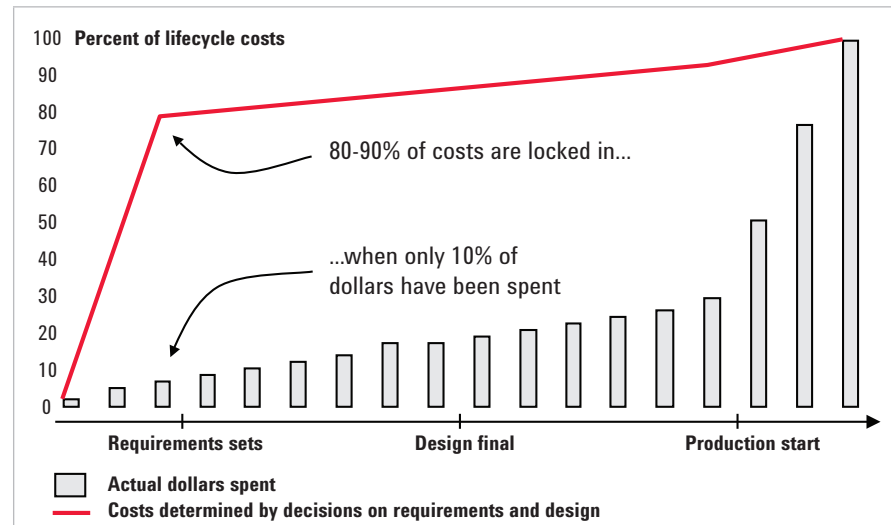 Percent of lifecycle costs
100
90
80
70
60
50
40
30
20
10
0
80-90% of costs are locked in...
...when only 10% of
dollars have been spent
Requirements sets
Design final
Production start
Actual dollars spent
Costs determined by decisions on requirements and design